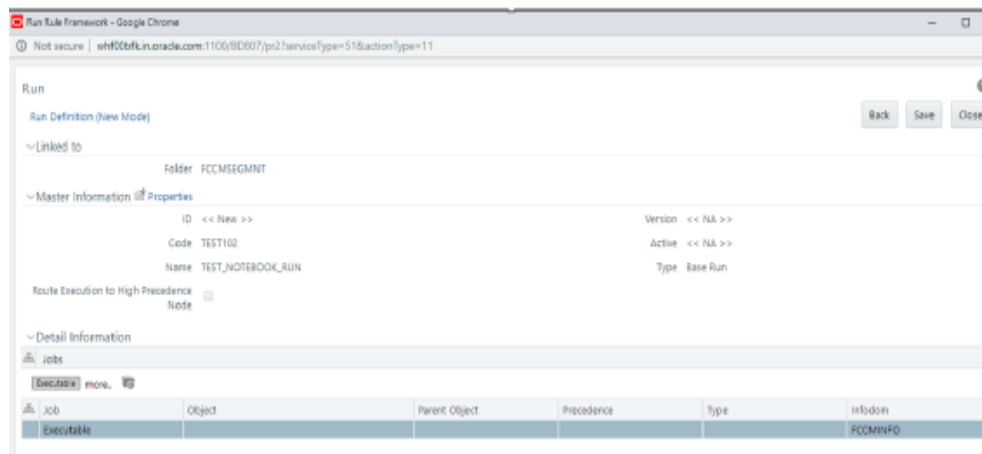 Run Rule Framework - Google Chrome
Not secure | whf00bfk.in.oracle.com:1100/BD807/pr2?serviceType=51&actionType=11
Run
Run Definition (New Mode)
Back Save Close
Linked to
Folder FCCMSEGMNT
Master Information Properties
ID << New >> Version << NA >>
Code TEST102 Active << NA >>
Name TEST_NOTEBOOK_RUN Type Base Run
Route Execution to High Precedence
Node
Detail Information
Jobs
Executable more..
Job Object Parent Object Precedence Type Infodom
Executable FCCMINFO